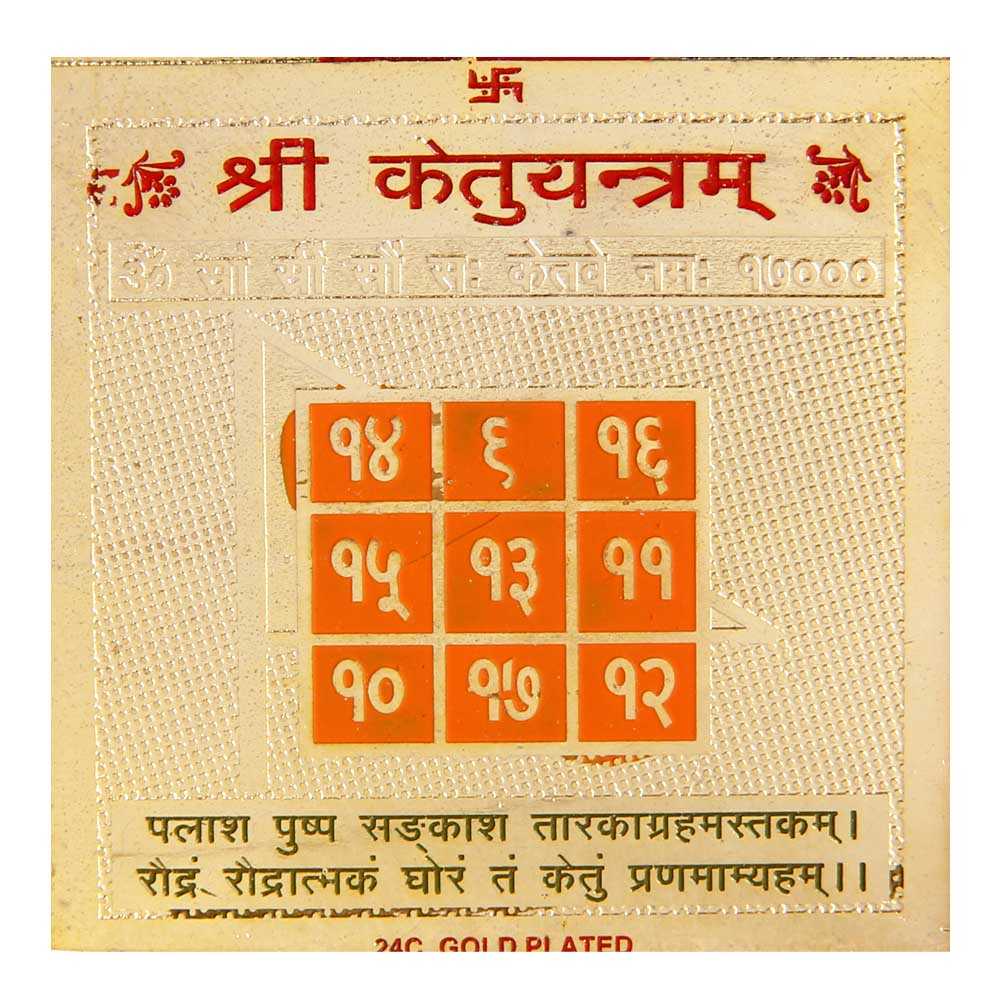 श्री केतुयन्त्रम्
ॐ स्रां स्रीं स्रौं सः केतवे नमः १७०००
१४ ६ १६
१५ १३ ११
१० १७ १२
पलाश पुष्प सङ्काश तारकाग्रहमस्तकम्।
रौद्रं रौद्रात्मकं घोरं तं केतुं प्रणमाम्यहम्।।
24C. GOLD PLATED